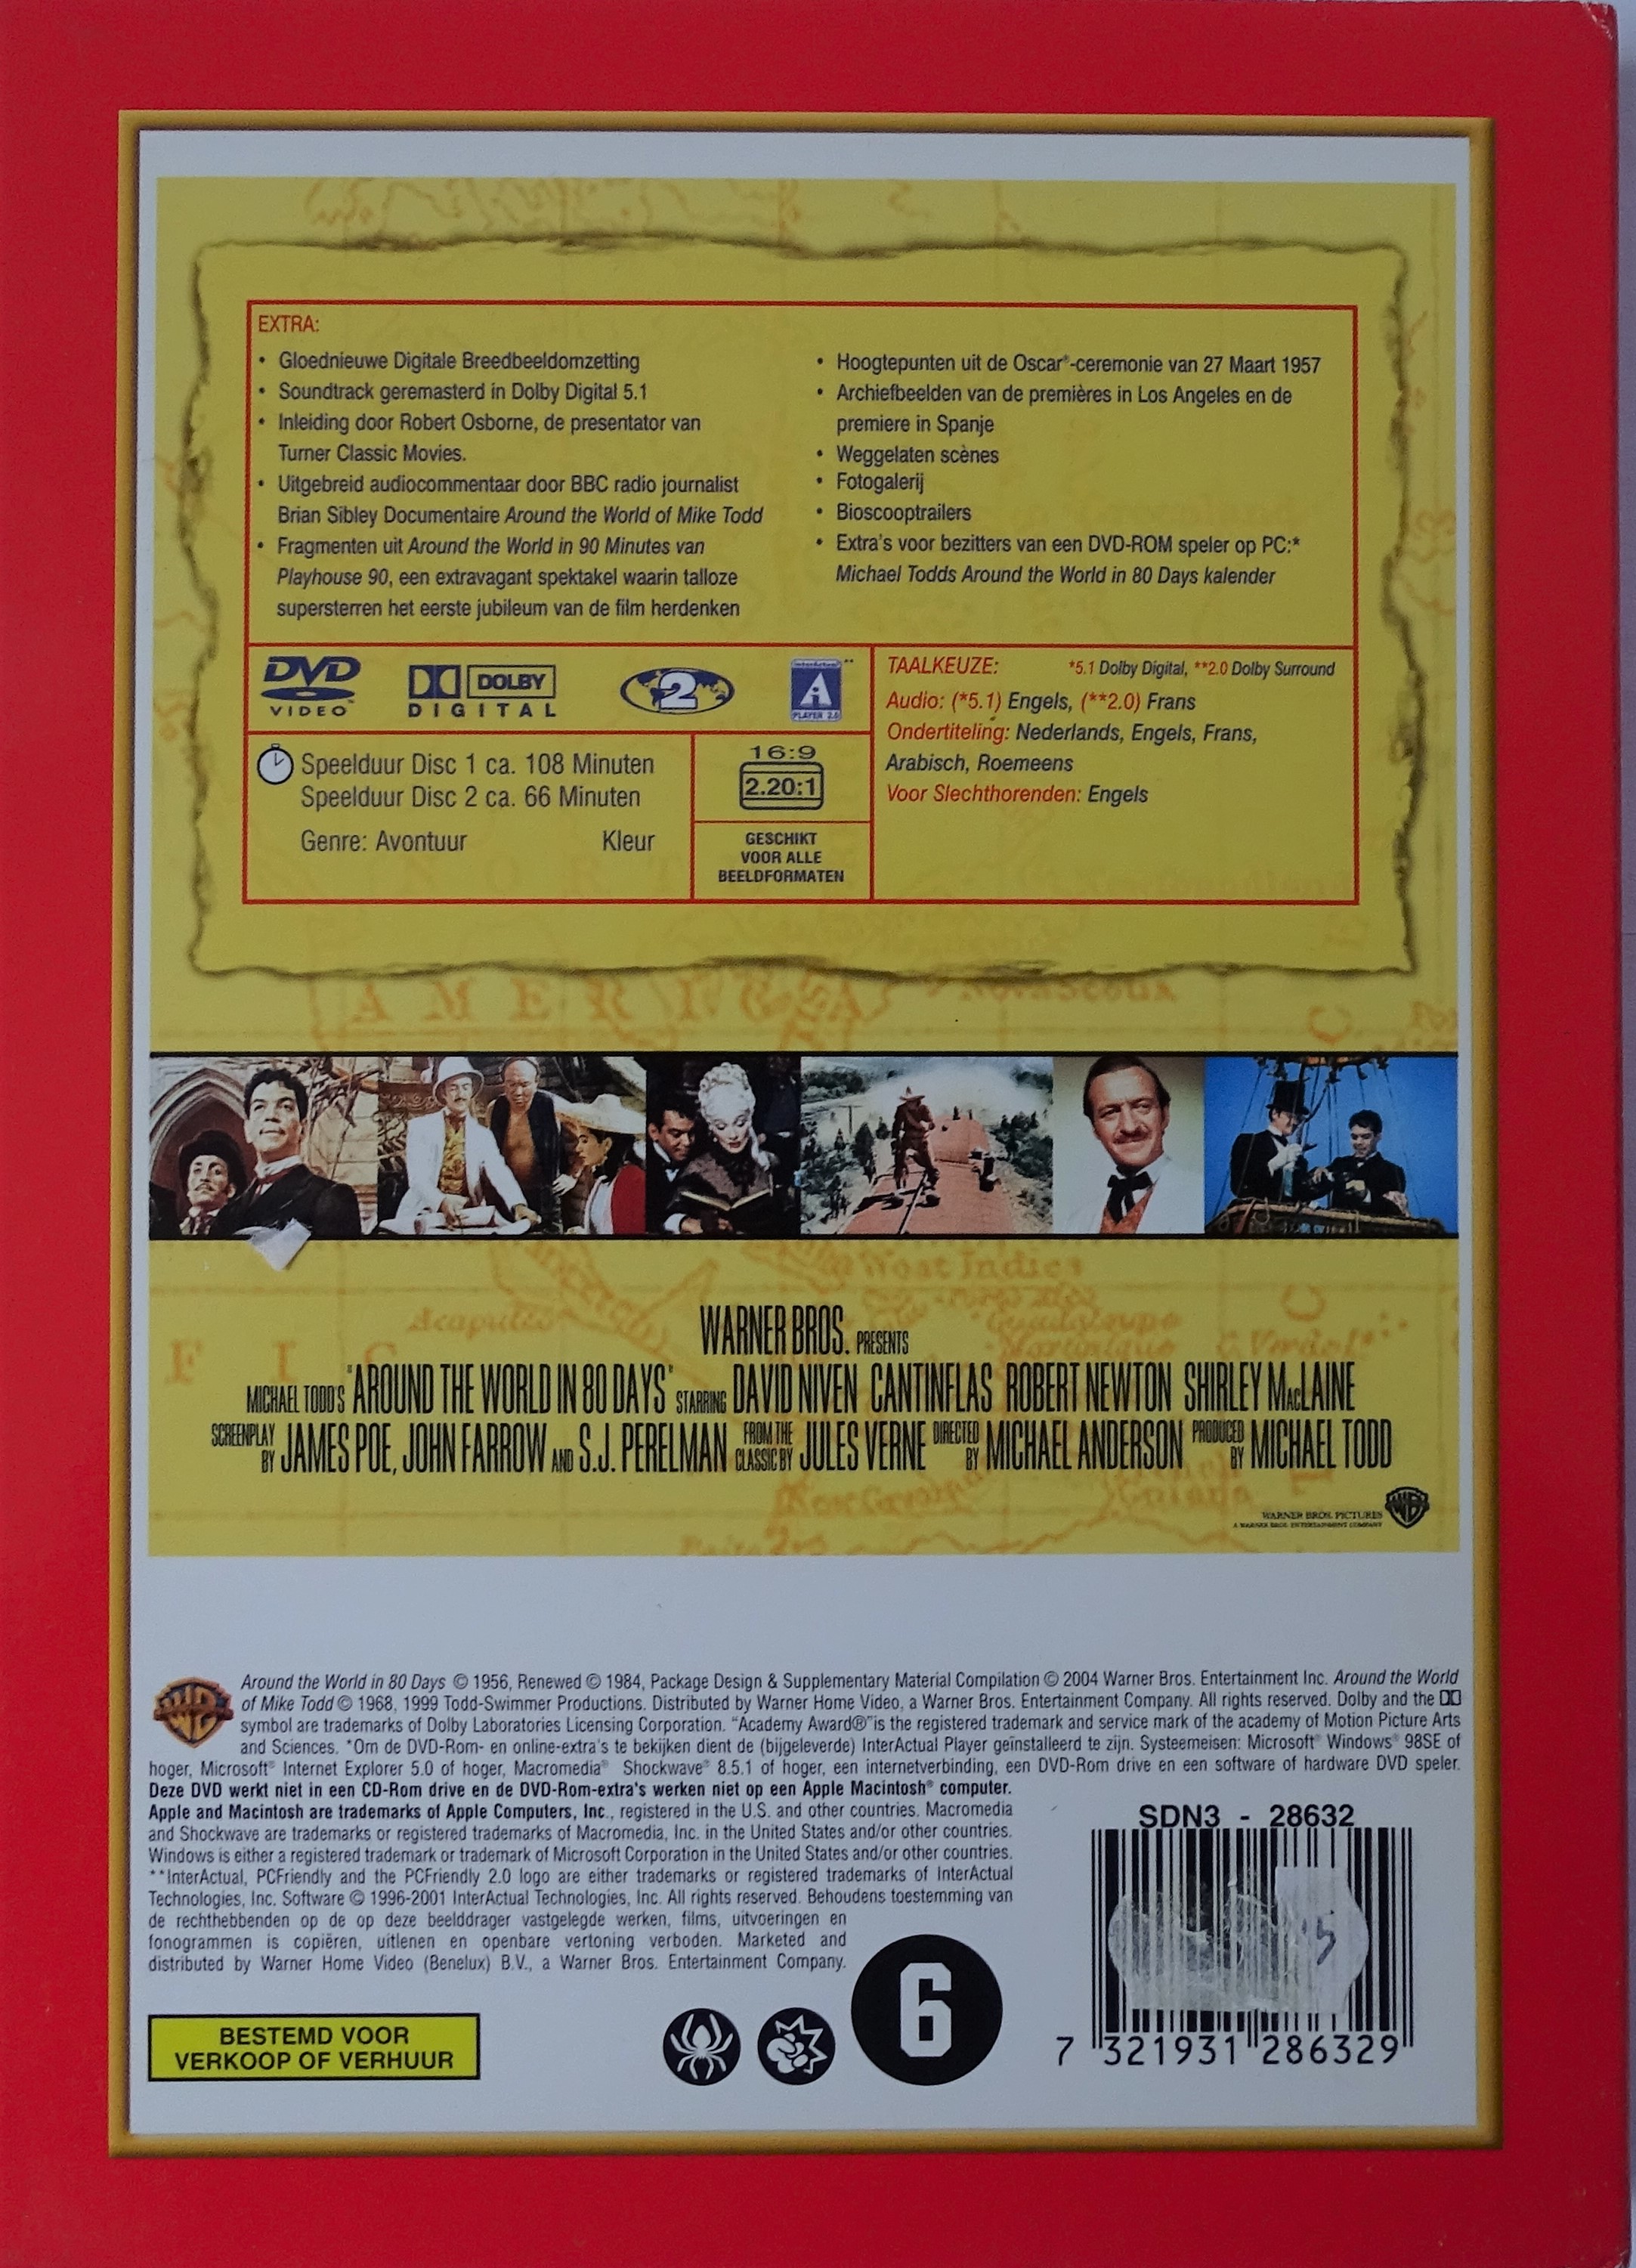 EXTRA:
• Gloednieuwe Digitale Breedbeeldomzetting
• Soundtrack geremasterd in Dolby Digital 5.1
• Inleiding door Robert Osborne, de presentator van
Turner Classic Movies.
• Uitgebreid audiocommentaar door BBC radio journalist
Brian Sibley Documentaire Around the World of Mike Todd
• Fragmenten uit Around the World in 90 Minutes van
Playhouse 90, een extravagant spektakel waarin talloze
supersterren het eerste jubileum van de film herdenken
• Hoogtepunten uit de Oscar®-ceremonie van 27 Maart 1957
• Archiefbeelden van de premières in Los Angeles en de
premiere in Spanje
• Weggelaten scènes
• Fotogalerij
• Bioscooptrailers
• Extra's voor bezitters van een DVD-ROM speler op PC:*
Michael Todds Around the World in 80 Days kalender
DVD
VIDEO
DOLBY
DIGITAL
2
A
PLAYER 2.0
**
Speelduur Disc 1 ca. 108 Minuten
Speelduur Disc 2 ca. 66 Minuten
Genre: Avontuur Kleur
16:9
2.20:1
GESCHIKT
VOOR ALLE
BEELDFORMATEN
TAALKEUZE: *5.1 Dolby Digital, **2.0 Dolby Surround
Audio: (*5.1) Engels, (**2.0) Frans
Ondertiteling: Nederlands, Engels, Frans,
Arabisch, Roemeens
Voor Slechthorenden: Engels
AMERICA
Nova Scotia
West Indies
Acapulco
Guadaloupe
Martinique
C. Verde
F I C
Guiana
WARNER BROS. PRESENTS
MICHAEL TODD'S "AROUND THE WORLD IN 80 DAYS" STARRING DAVID NIVEN CANTINFLAS ROBERT NEWTON SHIRLEY MacLAINE
SCREENPLAY BY JAMES POE, JOHN FARROW AND S.J. PERELMAN FROM THE CLASSIC BY JULES VERNE DIRECTED BY MICHAEL ANDERSON PRODUCED BY MICHAEL TODD
WARNER BROS. PICTURES
A WARNER BROS. ENTERTAINMENT COMPANY
Around the World in 80 Days © 1956, Renewed © 1984, Package Design & Supplementary Material Compilation © 2004 Warner Bros. Entertainment Inc. Around the World
of Mike Todd © 1968, 1999 Todd-Swimmer Productions. Distributed by Warner Home Video, a Warner Bros. Entertainment Company. All rights reserved. Dolby and the
symbol are trademarks of Dolby Laboratories Licensing Corporation. "Academy Award®"is the registered trademark and service mark of the academy of Motion Picture Arts
and Sciences. *Om de DVD-Rom- en online-extra's te bekijken dient de (bijgeleverde) InterActual Player geïnstalleerd te zijn. Systeemeisen: Microsoft® Windows® 98SE of
hoger, Microsoft® Internet Explorer 5.0 of hoger, Macromedia® Shockwave® 8.5.1 of hoger, een internetverbinding, een DVD-Rom drive en een software of hardware DVD speler.
Deze DVD werkt niet in een CD-Rom drive en de DVD-Rom-extra's werken niet op een Apple Macintosh® computer.
Apple and Macintosh are trademarks of Apple Computers, Inc., registered in the U.S. and other countries. Macromedia
and Shockwave are trademarks or registered trademarks of Macromedia, Inc. in the United States and/or other countries.
Windows is either a registered trademark or trademark of Microsoft Corporation in the United States and/or other countries.
**InterActual, PCFriendly and the PCFriendly 2.0 logo are either trademarks or registered trademarks of InterActual
Technologies, Inc. Software © 1996-2001 InterActual Technologies, Inc. All rights reserved. Behoudens toestemming van
de rechthebbenden op de op deze beelddrager vastgelegde werken, films, uitvoeringen en
fonogrammen is copiëren, uitlenen en openbare vertoning verboden. Marketed and
distributed by Warner Home Video (Benelux) B.V., a Warner Bros. Entertainment Company.
BESTEMD VOOR
VERKOOP OF VERHUUR
6
SDN3 - 28632
5
7 321931 286329